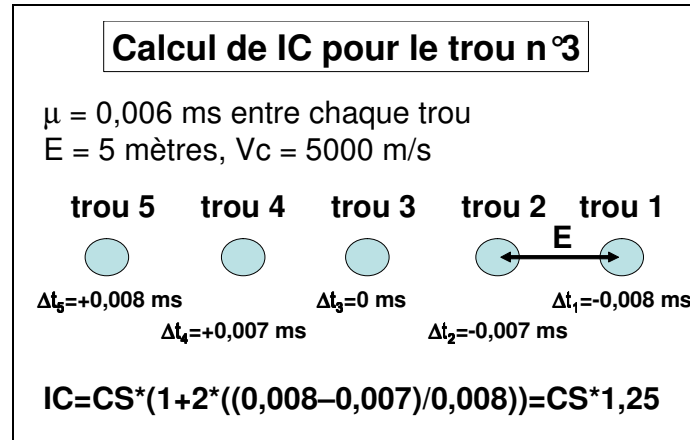 Calcul de IC pour le trou n°3
μ = 0,006 ms entre chaque trou
E = 5 mètres, Vc = 5000 m/s
trou 5 trou 4 trou 3 trou 2 trou 1
E
Δt₅=+0,008 ms Δt₃=0 ms Δt₁=-0,008 ms
Δt₄=+0,007 ms Δt₂=-0,007 ms
IC=CS*(1+2*((0,008–0,007)/0,008))=CS*1,25